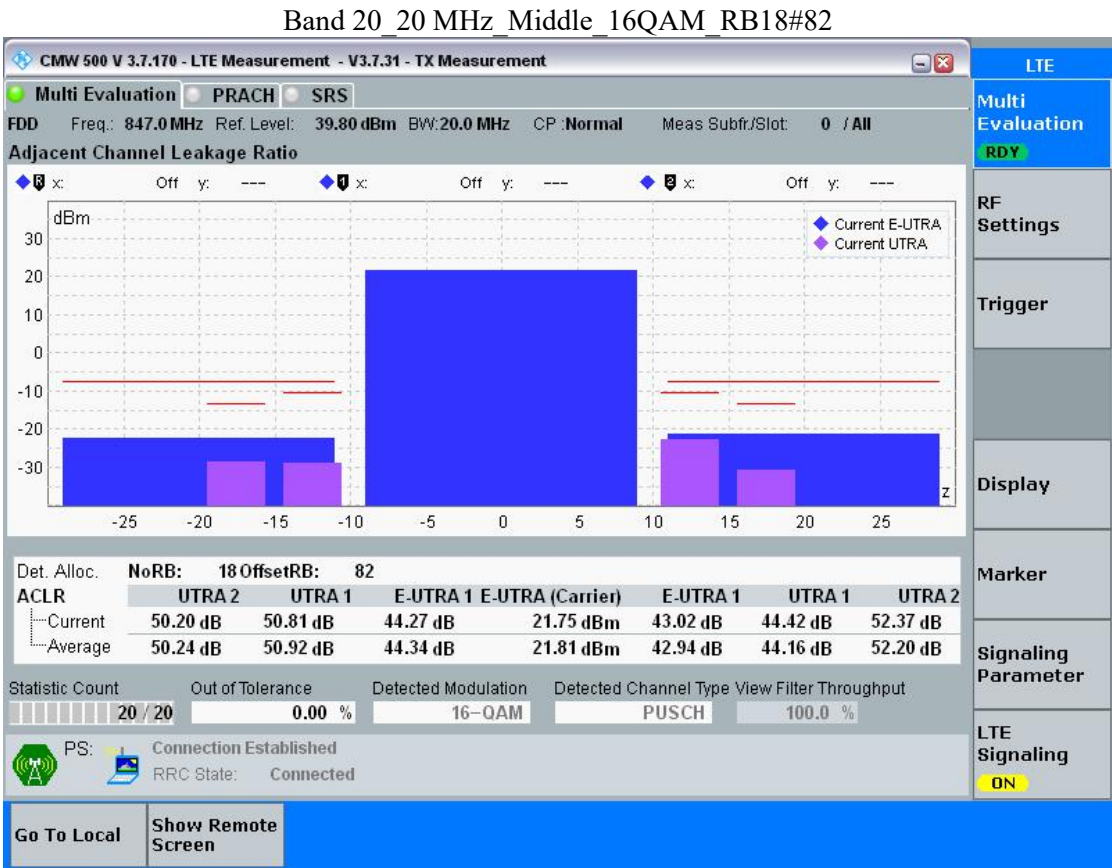 Band 20_20 MHz_Middle_16QAM_RB18#82
CMW 500 V 3.7.170 - LTE Measurement - V3.7.31 - TX Measurement
LTE
Multi Evaluation PRACH SRS
Multi Evaluation
RDY
FDD Freq.: 847.0 MHz Ref. Level: 39.80 dBm BW: 20.0 MHz CP : Normal Meas Subfr./Slot: 0 / All
Adjacent Channel Leakage Ratio
R x: Off y: --- 1 x: Off y: --- 2 x: Off y: ---
RF Settings
dBm
Current E-UTRA
Current UTRA
30
20
10
0
-10
-20
-30
z
-25 -20 -15 -10 -5 0 5 10 15 20 25
Trigger
Display
Det. Alloc. NoRB: 18 OffsetRB: 82
ACLR UTRA 2 UTRA 1 E-UTRA 1 E-UTRA (Carrier) E-UTRA 1 UTRA 1 UTRA 2
Current 50.20 dB 50.81 dB 44.27 dB 21.75 dBm 43.02 dB 44.42 dB 52.37 dB
Average 50.24 dB 50.92 dB 44.34 dB 21.81 dBm 42.94 dB 44.16 dB 52.20 dB
Marker
Statistic Count Out of Tolerance Detected Modulation Detected Channel Type View Filter Throughput
20 / 20 0.00 % 16-QAM PUSCH 100.0 %
Signaling Parameter
PS: Connection Established
RRC State: Connected
LTE Signaling
ON
Go To Local
Show Remote Screen